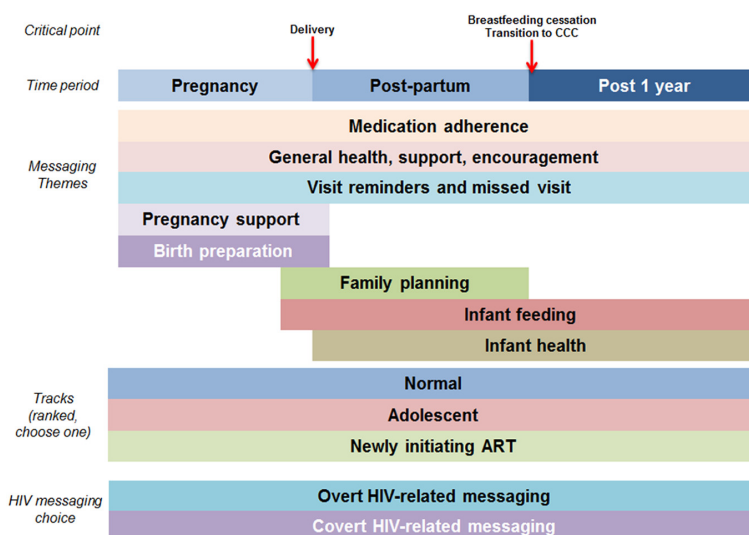 Critical point
Delivery
Breastfeeding cessation
Transition to CCC
Time period
Pregnancy
Post-partum
Post 1 year
Messaging
Themes
Medication adherence
General health, support, encouragement
Visit reminders and missed visit
Pregnancy support
Birth preparation
Family planning
Infant feeding
Infant health
Tracks
(ranked,
choose one)
Normal
Adolescent
Newly initiating ART
HIV messaging
choice
Overt HIV-related messaging
Covert HIV-related messaging